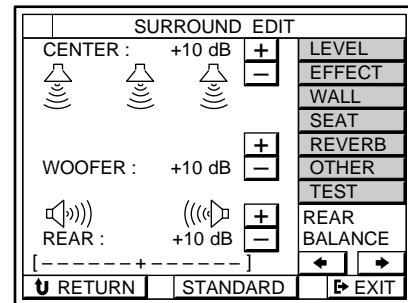 SURROUND EDIT
CENTER : +10 dB + LEVEL
− EFFECT
WALL
SEAT
+ REVERB
WOOFER : +10 dB − OTHER
TEST
+ REAR
REAR : +10 dB − BALANCE
[ − − − − − − + − − − − − − ]
RETURN STANDARD EXIT